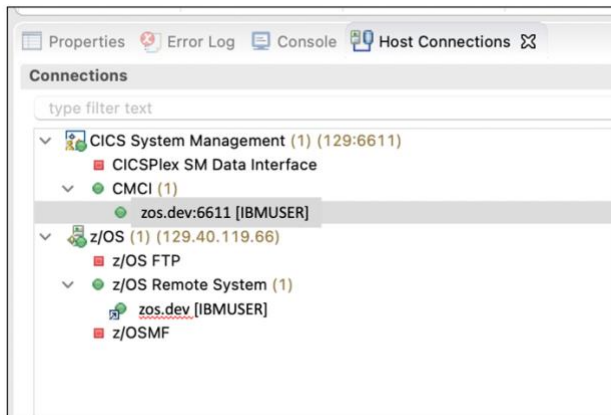 Properties Error Log Console Host Connections
Connections
type filter text
CICS System Management (1) (129:6611)
CICSPlex SM Data Interface
CMCI (1)
zos.dev:6611 [IBMUSER]
z/OS (1) (129.40.119.66)
z/OS FTP
z/OS Remote System (1)
zos.dev [IBMUSER]
z/OSMF